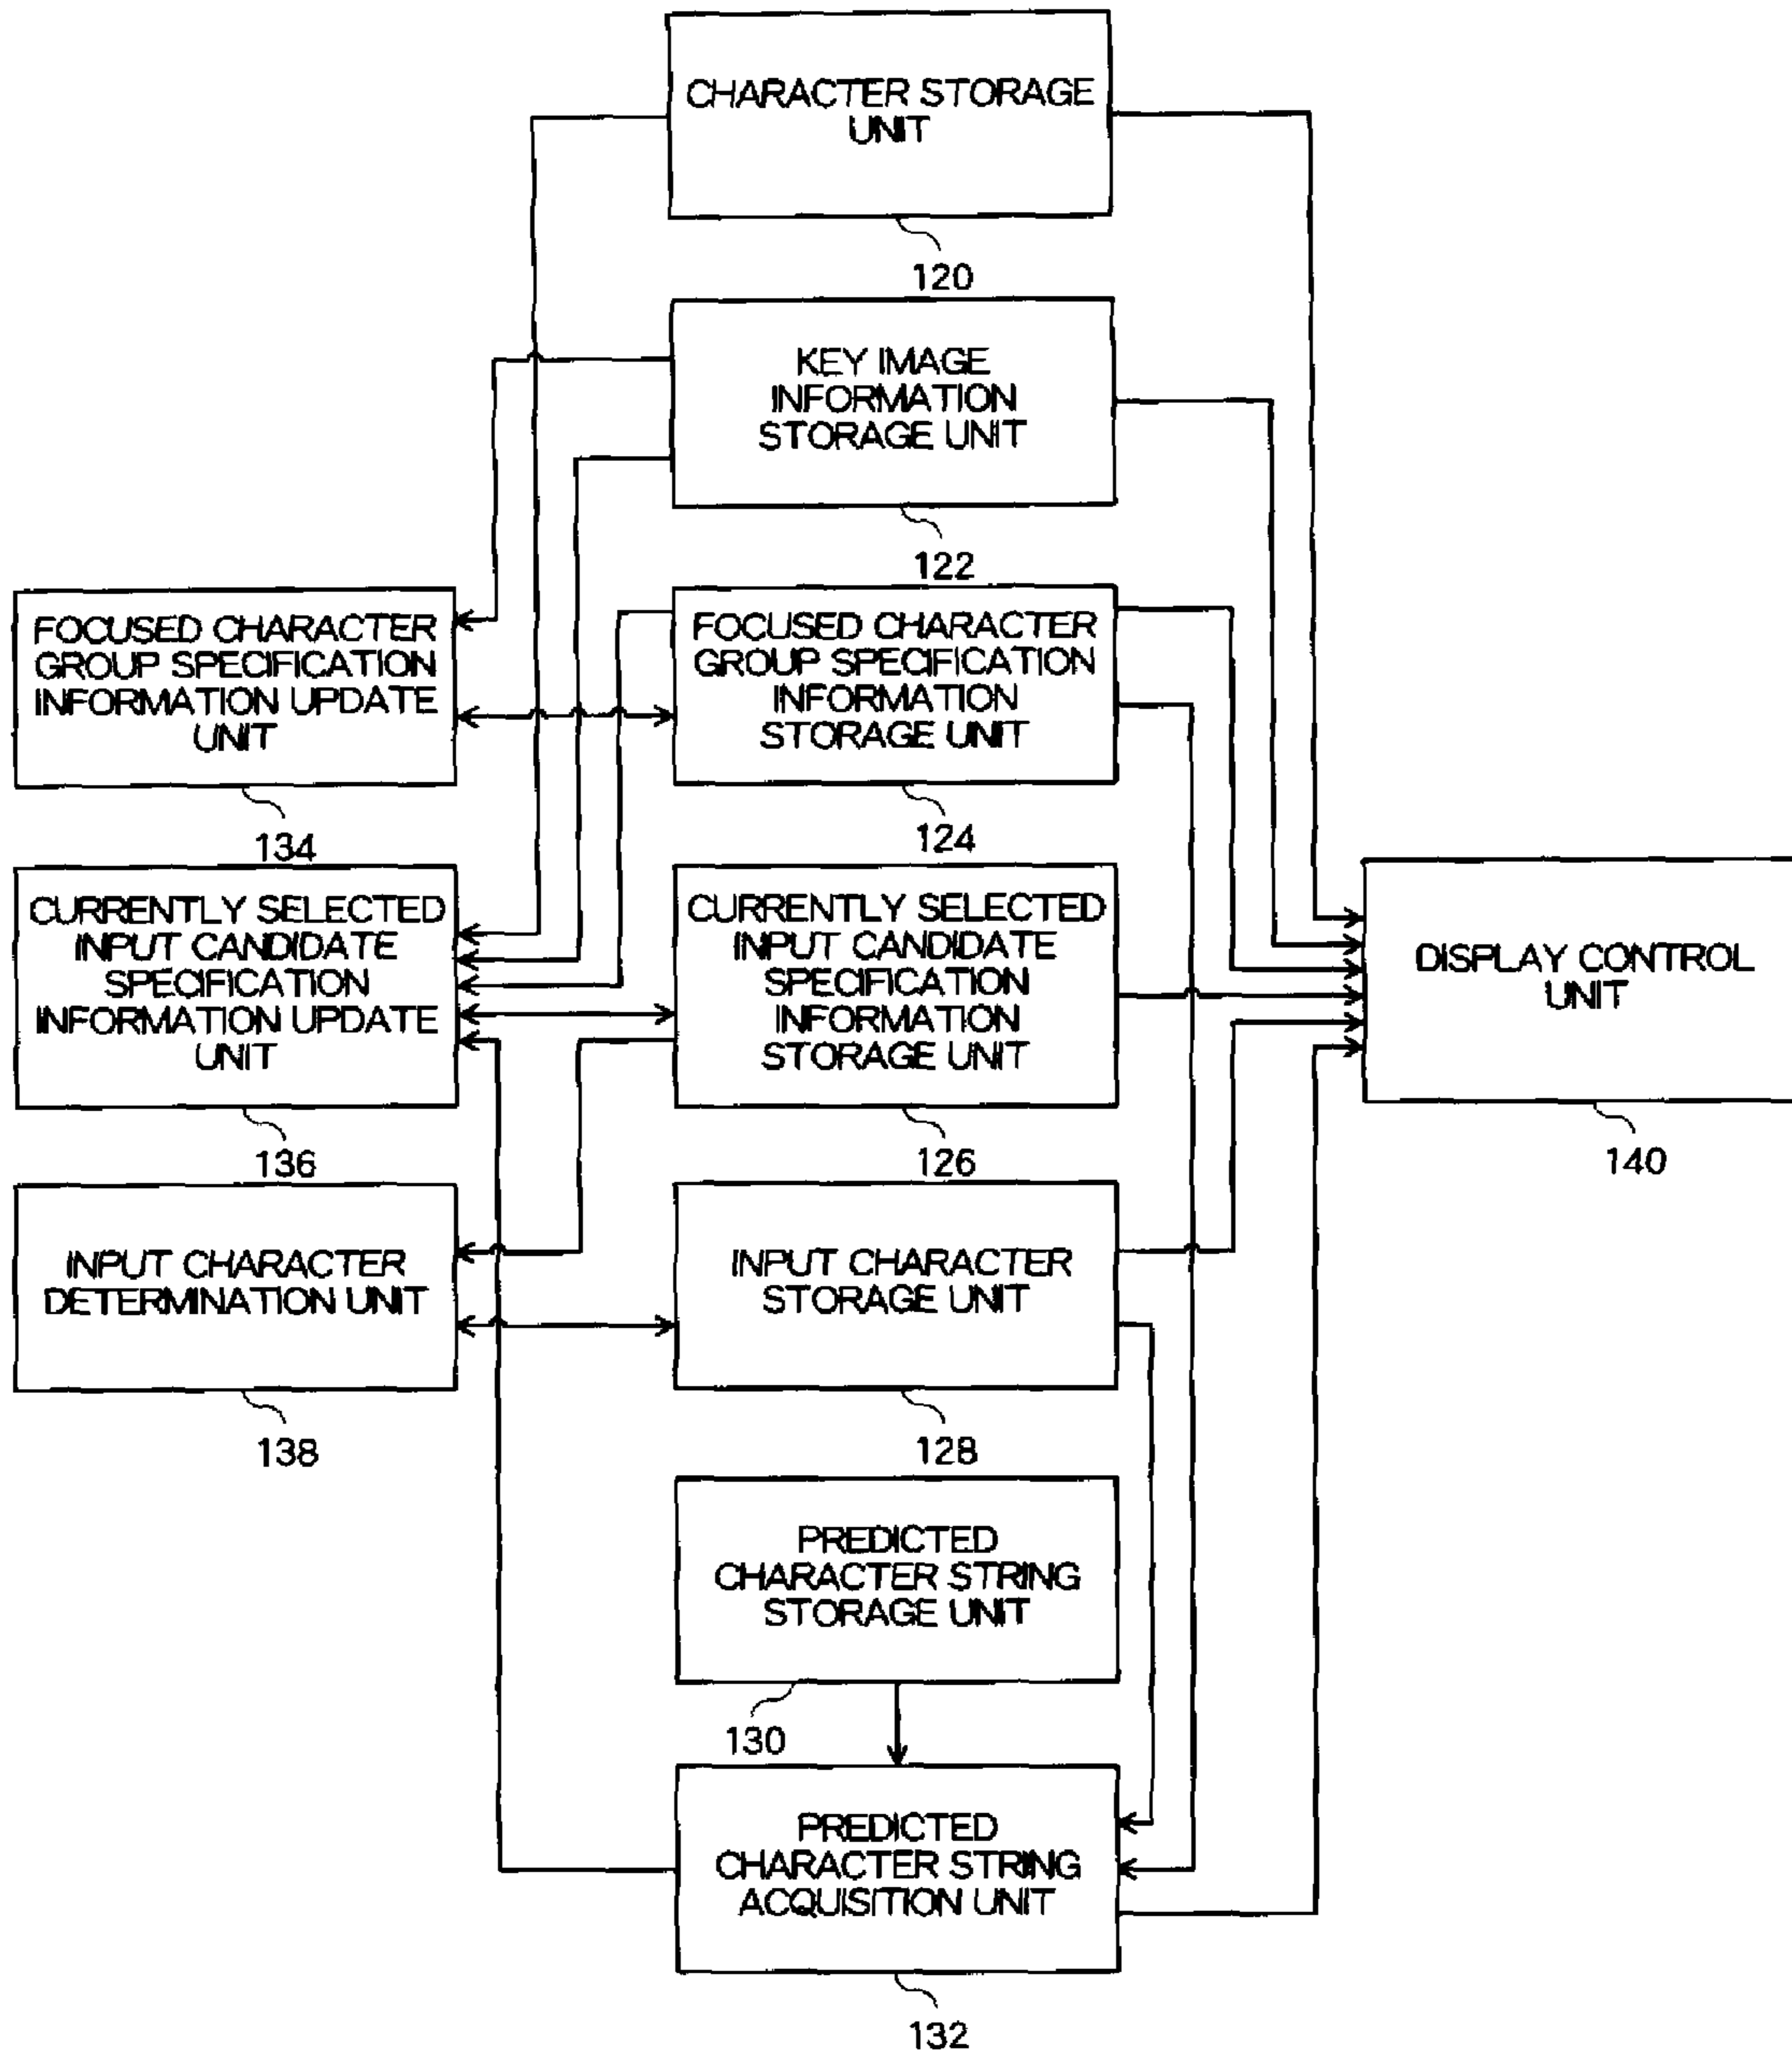 CHARACTER STORAGE
UNIT
120
KEY IMAGE
INFORMATION
STORAGE UNIT
122
FOCUSED CHARACTER
GROUP SPECIFICATION
INFORMATION UPDATE
UNIT
134
FOCUSED CHARACTER
GROUP SPECIFICATION
INFORMATION
STORAGE UNIT
124
CURRENTLY SELECTED
INPUT CANDIDATE
SPECIFICATION
INFORMATION UPDATE
UNIT
136
CURRENTLY SELECTED
INPUT CANDIDATE
SPECIFICATION
INFORMATION
STORAGE UNIT
126
DISPLAY CONTROL
UNIT
140
INPUT CHARACTER
DETERMINATION UNIT
138
INPUT CHARACTER
STORAGE UNIT
128
PREDICTED
CHARACTER STRING
STORAGE UNIT
130
PREDICTED
CHARACTER STRING
ACQUISITION UNIT
132